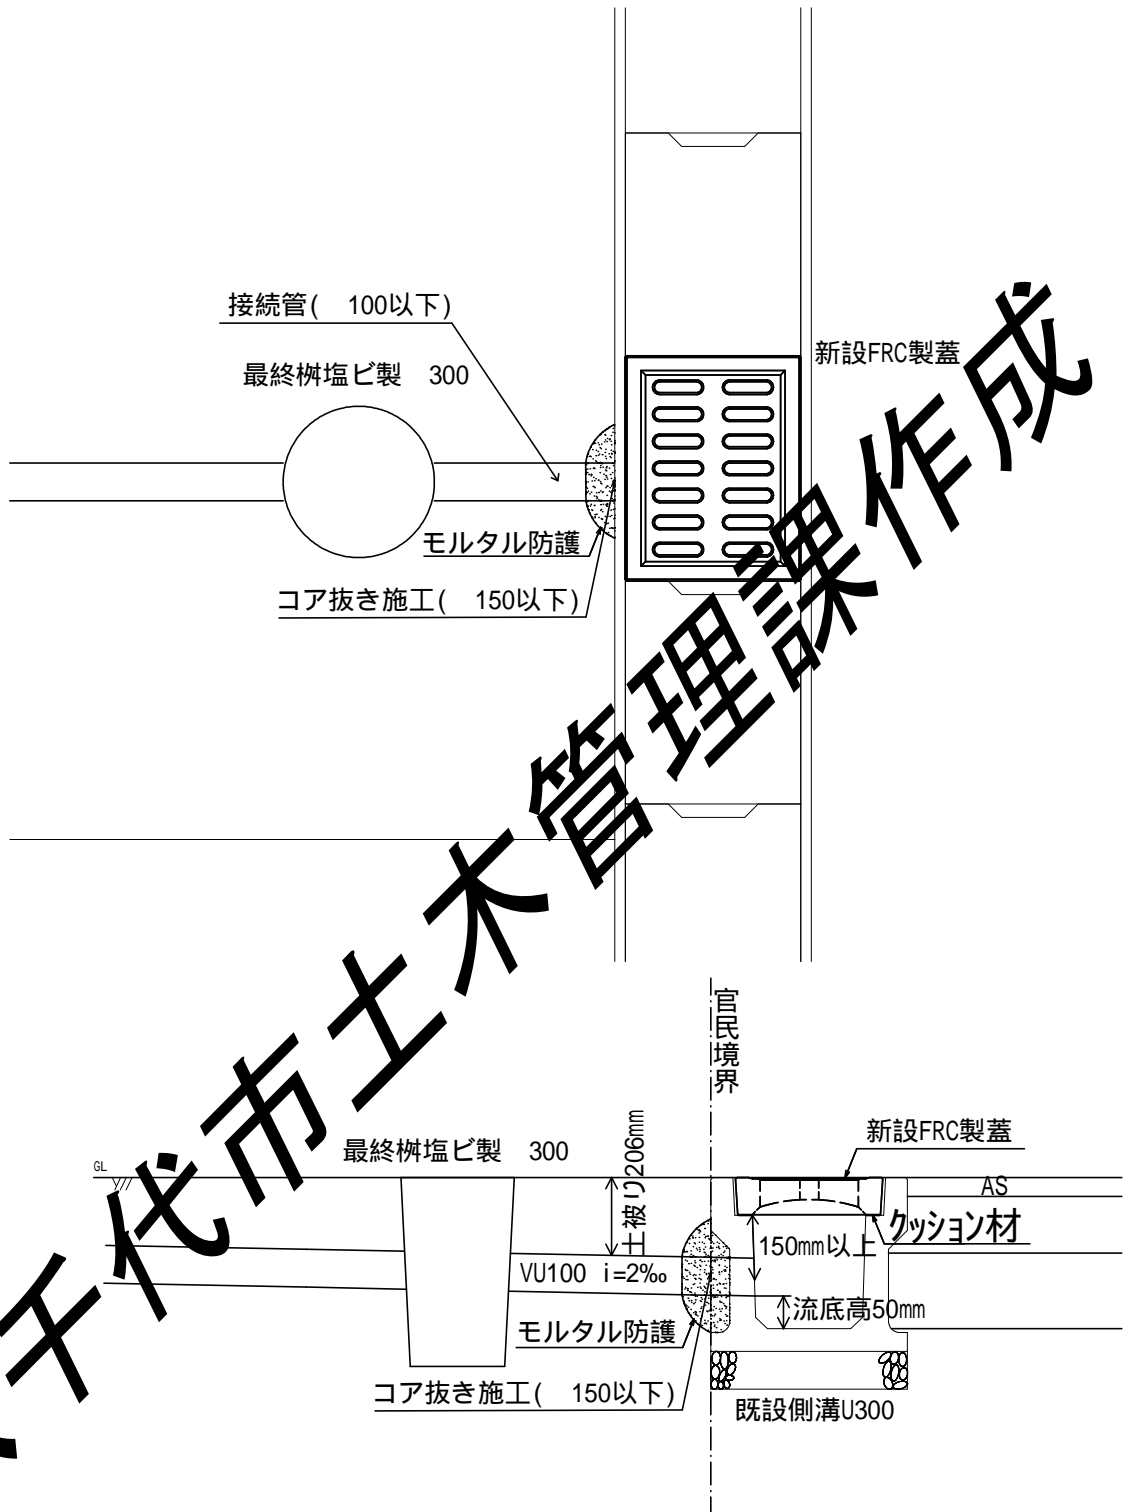 接続管(　100以下)
新設FRC製蓋
最終桝塩ビ製　300
モルタル防護
コア抜き施工(　150以下)
千代市土木管理課作成
官民境界
新設FRC製蓋
最終桝塩ビ製　300
土被り206mm
GL
AS
クッション材
150mm以上
VU100 i=2‰
流底高50mm
モルタル防護
コア抜き施工(　150以下)
既設側溝U300